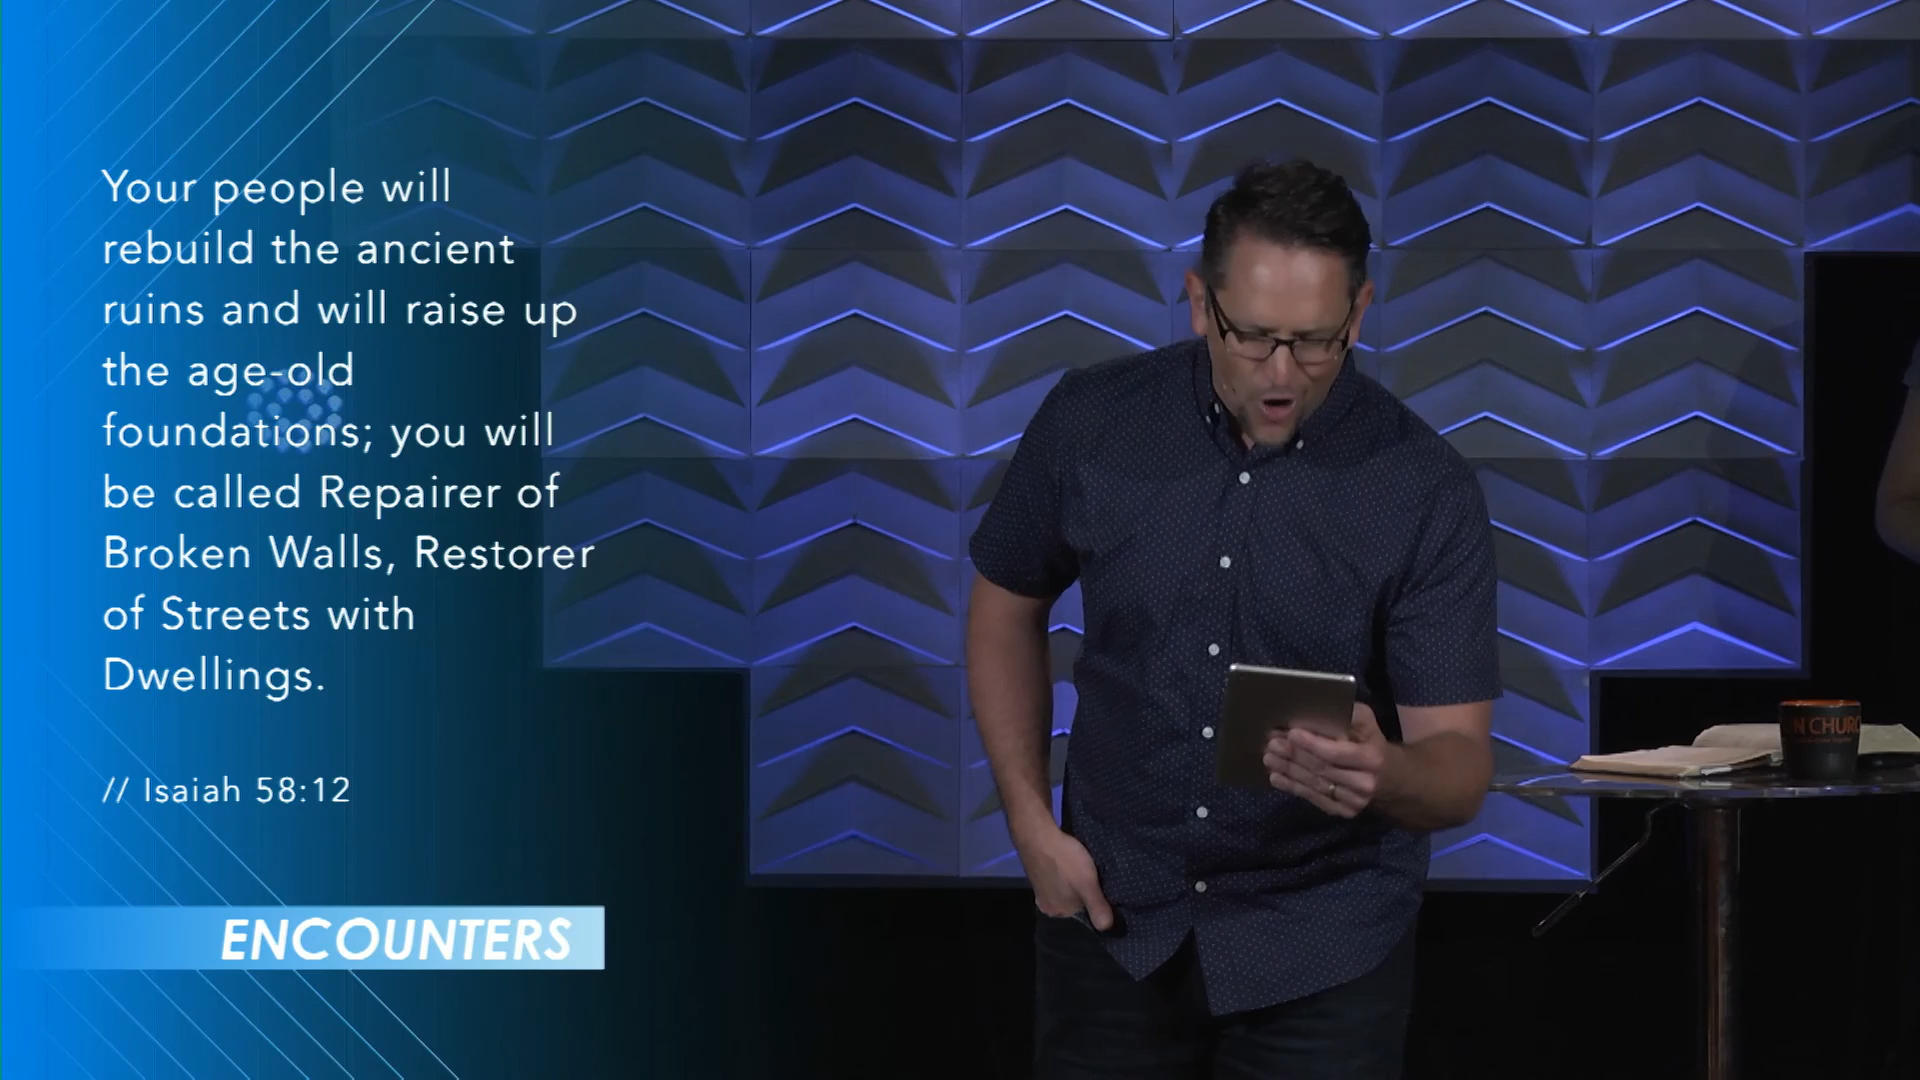 Your people will
rebuild the ancient
ruins and will raise up
the age-old
foundations; you will
be called Repairer of
Broken Walls, Restorer
of Streets with
Dwellings.
// Isaiah 58:12
ENCOUNTERS
N CHURC